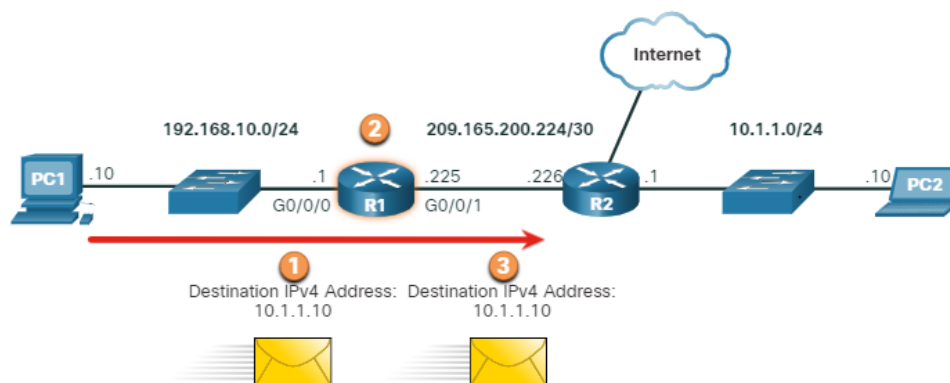 Internet
192.168.10.0/24
2
209.165.200.224/30
10.1.1.0/24
PC1
.10
.1
R1
.225
.226
R2
.1
.10
PC2
G0/0/0
G0/0/1
1
3
Destination IPv4 Address:
10.1.1.10
Destination IPv4 Address:
10.1.1.10